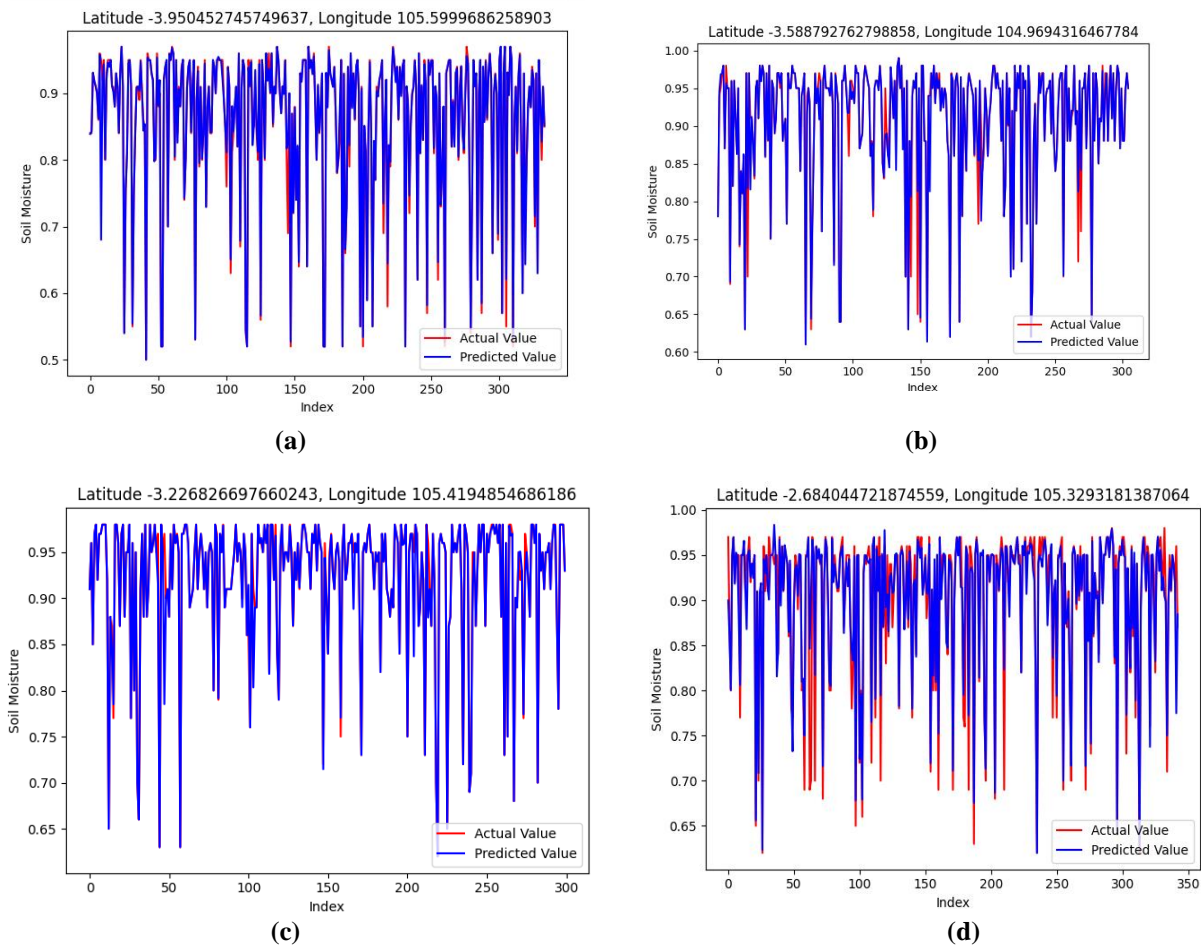 Latitude -3.950452745749637, Longitude 105.5999686258903
Soil Moisture
0.9
0.8
0.7
0.6
0.5
0
50
100
150
200
250
300
Index
Actual Value
Predicted Value
(a)
Latitude -3.588792762798858, Longitude 104.9694316467784
Soil Moisture
1.00
0.95
0.90
0.85
0.80
0.75
0.70
0.65
0.60
0
50
100
150
200
250
300
Index
Actual Value
Predicted Value
(b)
Latitude -3.226826697660243, Longitude 105.4194854686186
Soil Moisture
0.95
0.90
0.85
0.80
0.75
0.70
0.65
0
50
100
150
200
250
300
Index
Actual Value
Predicted Value
(c)
Latitude -2.684044721874559, Longitude 105.3293181387064
Soil Moisture
1.00
0.95
0.90
0.85
0.80
0.75
0.70
0.65
0
50
100
150
200
250
300
350
Index
Actual Value
Predicted Value
(d)